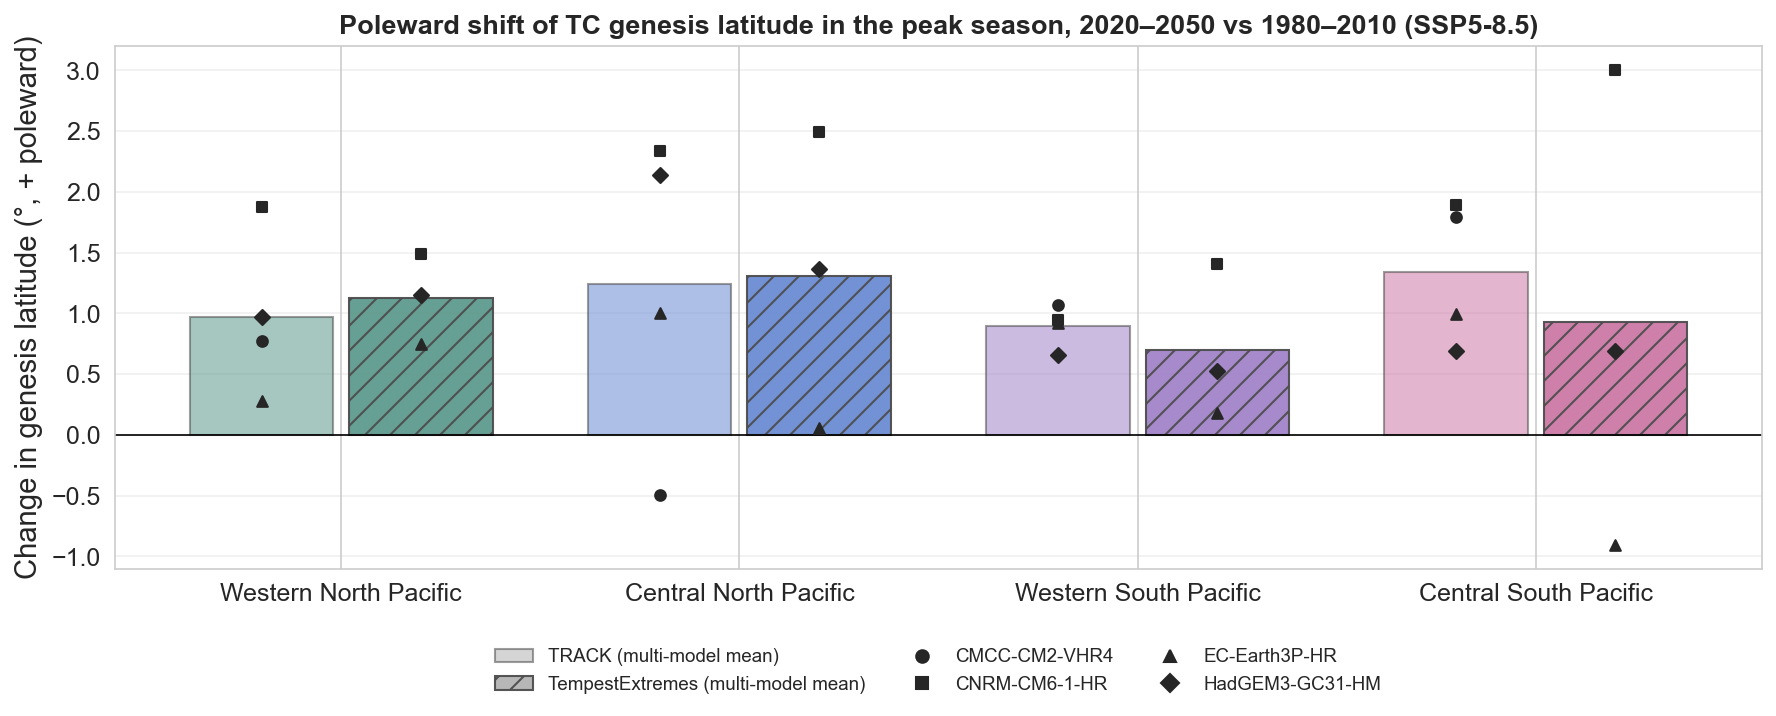 Poleward shift of TC genesis latitude in the peak season, 2020–2050 vs 1980–2010 (SSP5-8.5)
Change in genesis latitude (°, + poleward)
3.0
2.5
2.0
1.5
1.0
0.5
0.0
−0.5
−1.0
Western North Pacific
Central North Pacific
Western South Pacific
Central South Pacific
TRACK (multi-model mean)
TempestExtremes (multi-model mean)
CMCC-CM2-VHR4
CNRM-CM6-1-HR
EC-Earth3P-HR
HadGEM3-GC31-HM